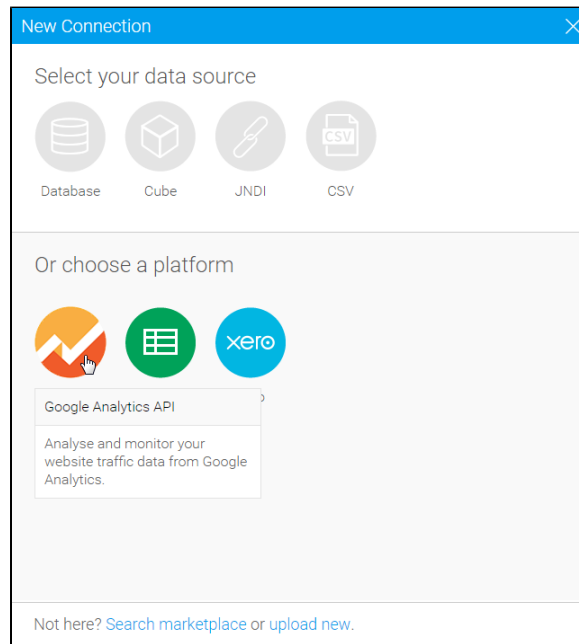 New Connection
Select your data source
CSV
Database Cube JNDI CSV
Or choose a platform
xero
Google Analytics API
Analyse and monitor your
website traffic data from Google
Analytics.
Not here? Search marketplace or upload new.